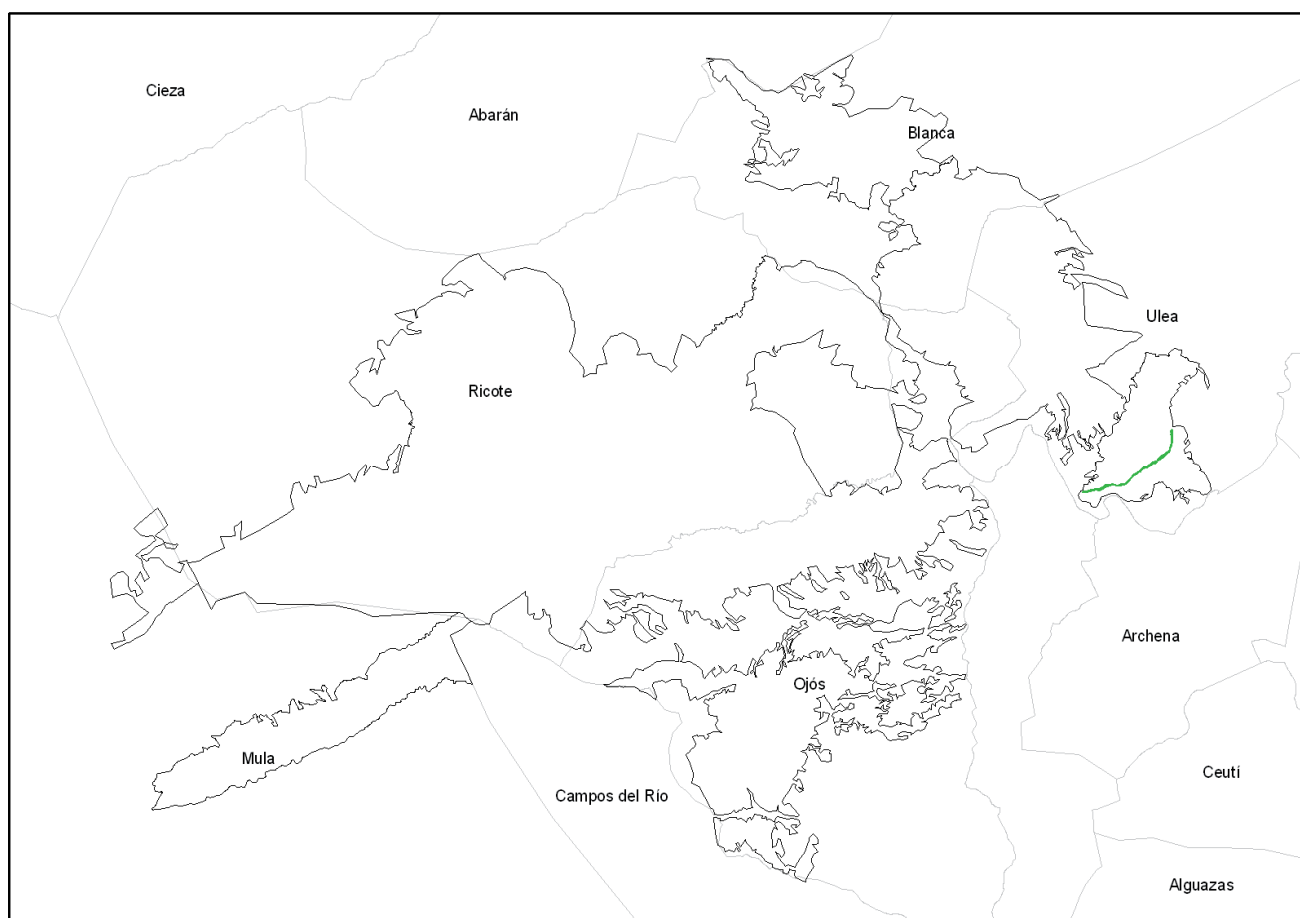 Cieza
Abarán
Blanca
Ulea
Ricote
Archena
Ojós
Mula
Ceutí
Campos del Río
Alguazas